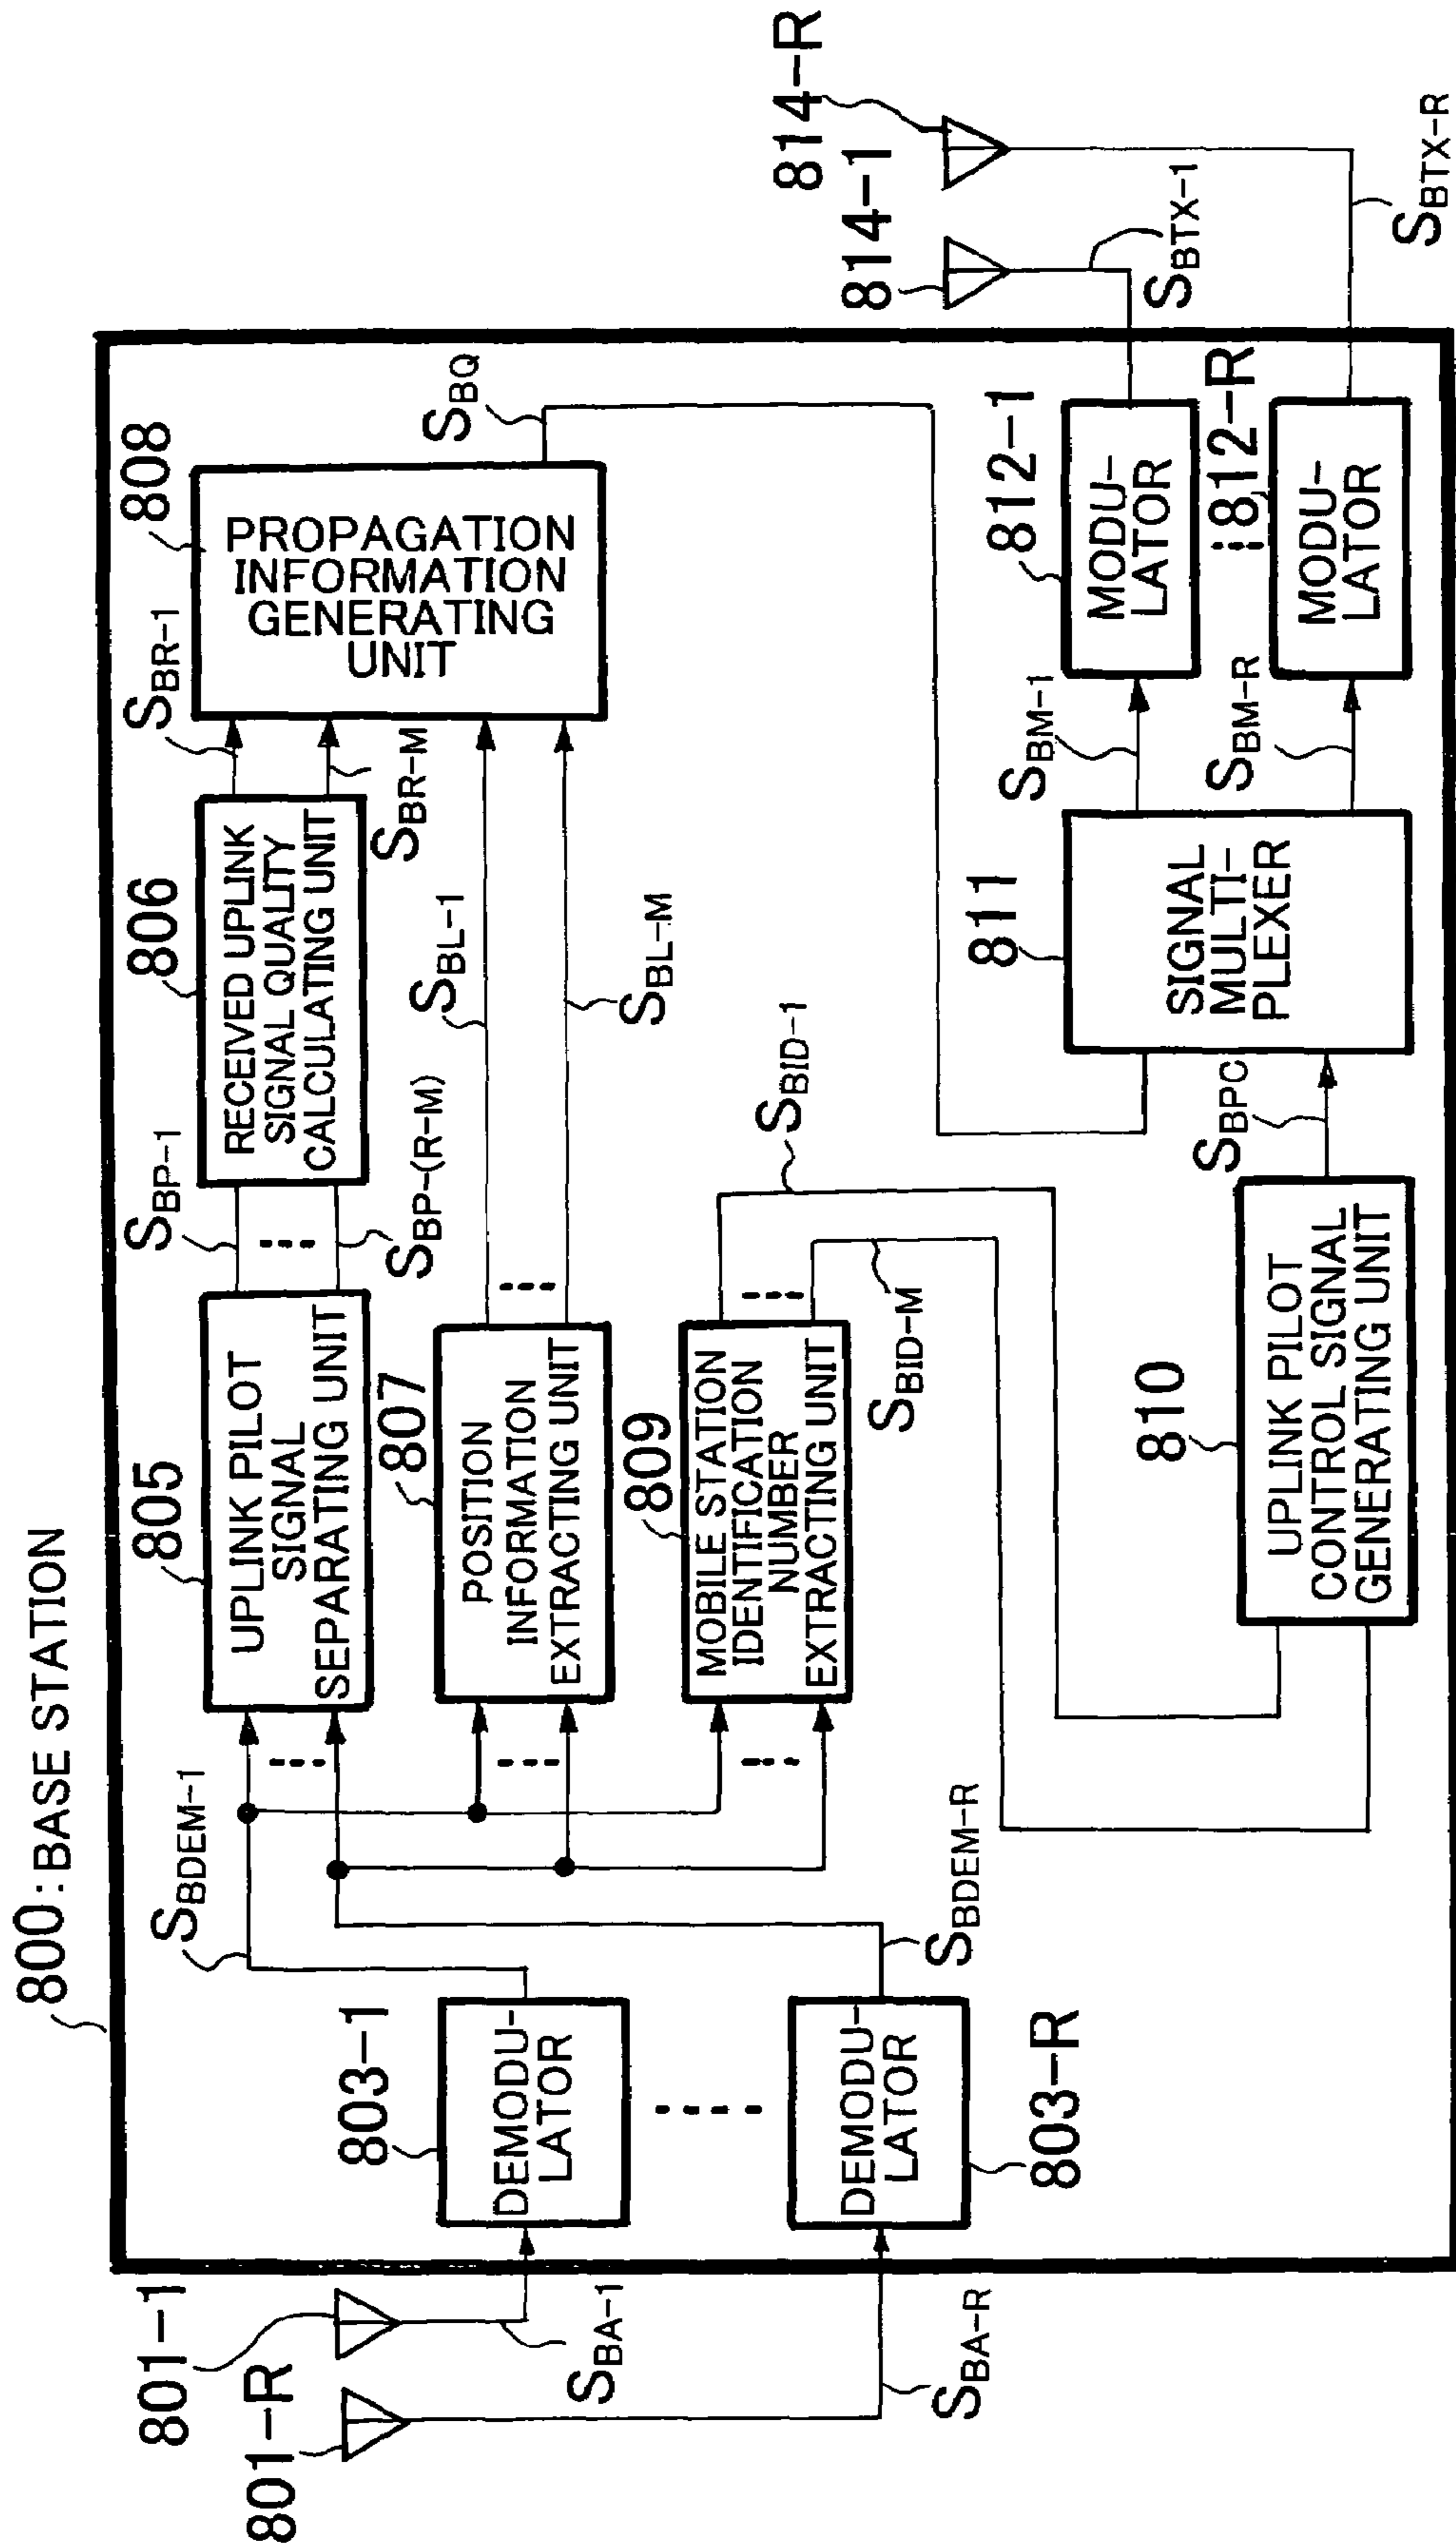 800:BASE STATION
801-1
801-R
S_BA-1
S_BA-R
803-1
DEMODU-
LATOR
DEMODU-
LATOR
803-R
S_BDEM-1
S_BDEM-R
805
UPLINK PILOT
SIGNAL
SEPARATING UNIT
807
POSITION
INFORMATION
EXTRACTING UNIT
809
MOBILE STATION
IDENTIFICATION
NUMBER
EXTRACTING UNIT
S_BP-1
S_BP-(R-M)
806
RECEIVED UPLINK
SIGNAL QUALITY
CALCULATING UNIT
S_BR-1
S_BR-M
S_BL-1
S_BL-M
S_BID-1
S_BID-M
808
PROPAGATION
INFORMATION
GENERATING
UNIT
S_BQ
810
UPLINK PILOT
CONTROL SIGNAL
GENERATING UNIT
S_BPC
811
SIGNAL
MULTI-
PLEXER
S_BM-1
S_BM-R
812-1
MODU-
LATOR
812-R
MODU-
LATOR
814-R
814-1
S_BTX-1
S_BTX-R